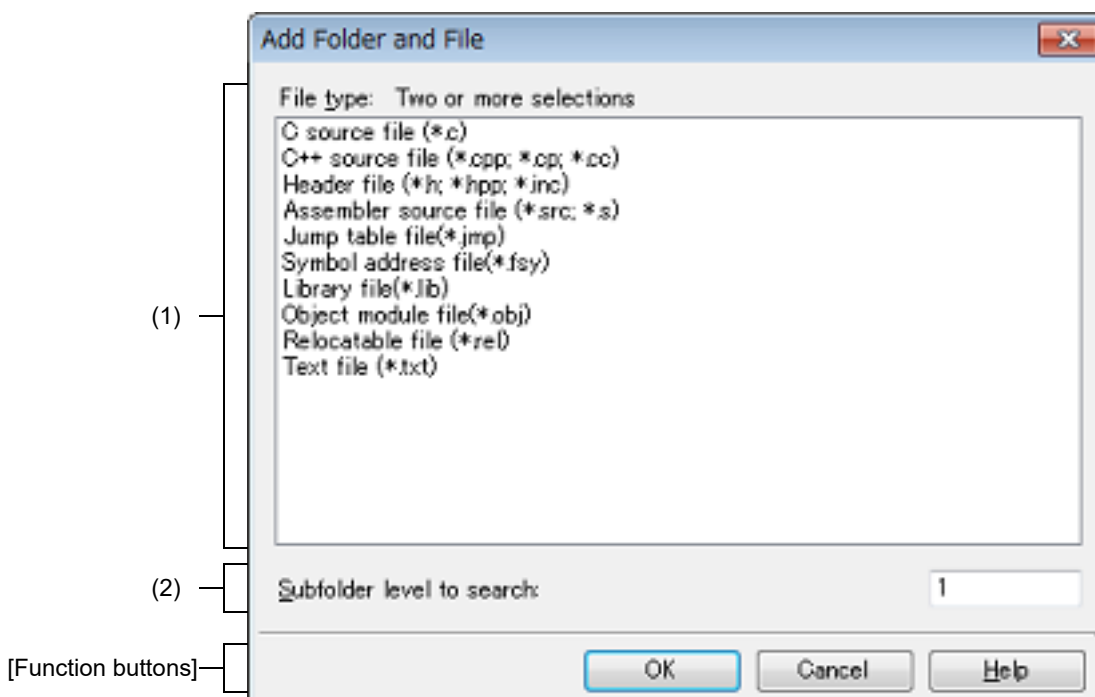 Add Folder and File
File type: Two or more selections
C source file (*.c)
C++ source file (*.cpp; *.cp; *.cc)
Header file (*.h; *.hpp; *.inc)
Assembler source file (*.src; *.s)
Jump table file(*.jmp)
Symbol address file(*.fsy)
Library file(*.lib)
Object module file(*.obj)
Relocatable file (*.rel)
Text file (*.txt)
(1)
(2)
Subfolder level to search:
1
[Function buttons]
OK
Cancel
Help